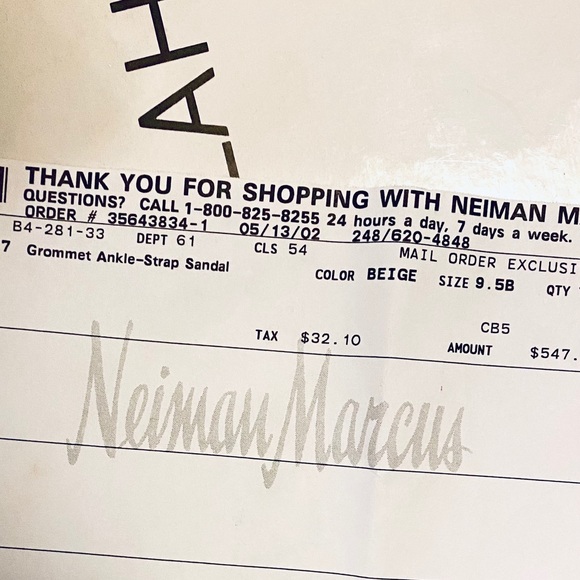 AH
A
THANK YOU FOR SHOPPING WITH NEIMAN M
QUESTIONS? CALL 1-800-825-8255 24 hours a day, 7 days a week.
ORDER # 35643834-1 05/13/02 248/620-4848
B4-281-33 DEPT 61 CLS 54 MAIL ORDER EXCLUSI
7 Grommet Ankle-Strap Sandal COLOR BEIGE SIZE 9.5B QTY
CB5
TAX $32.10 AMOUNT $547.
Neiman Marcus